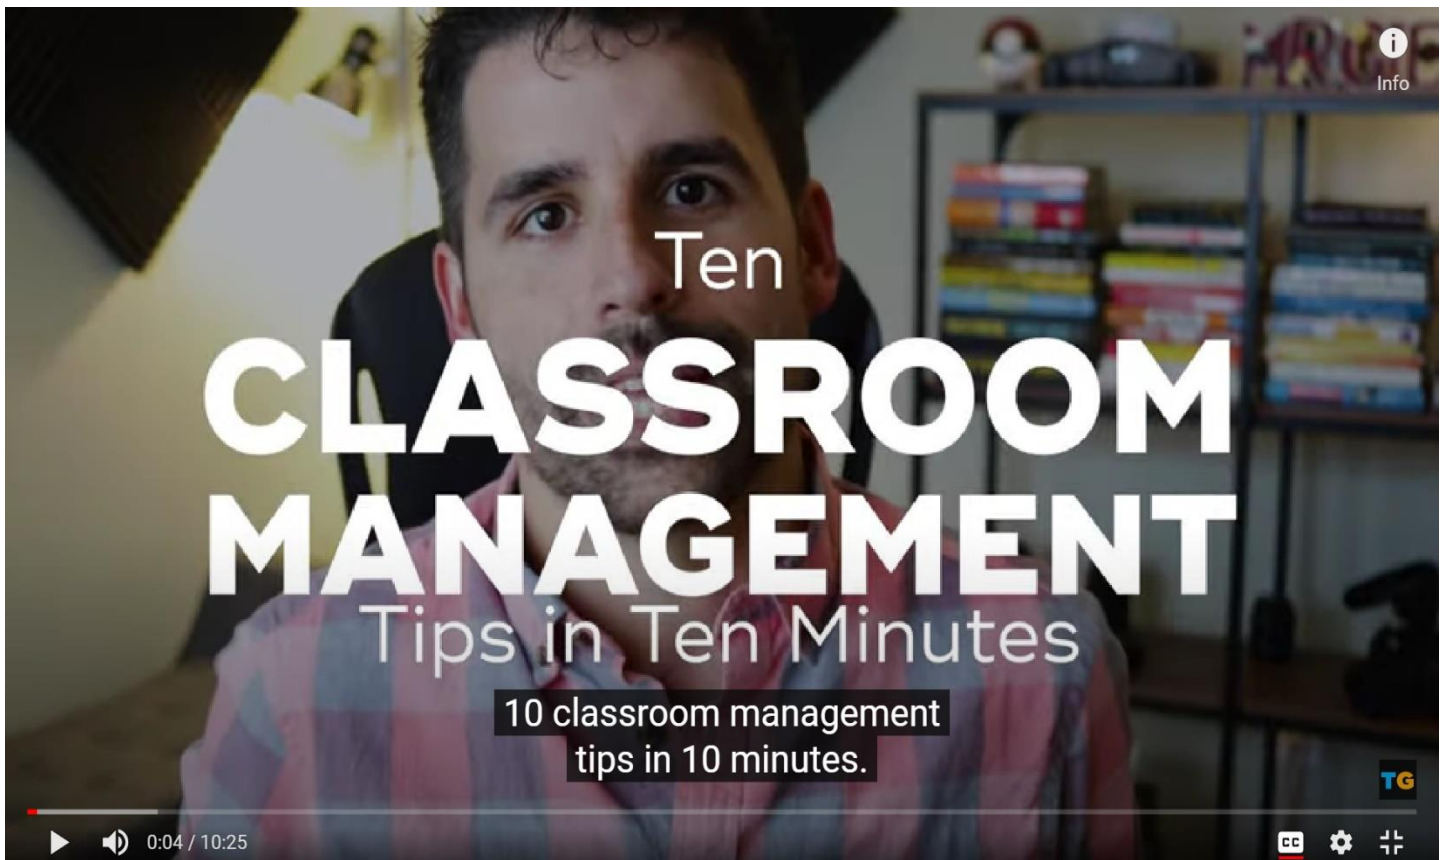 Info
Ten
CLASSROOM
MANAGEMENT
Tips in Ten Minutes
10 classroom management
tips in 10 minutes.
TG
0:04 / 10:25
CC